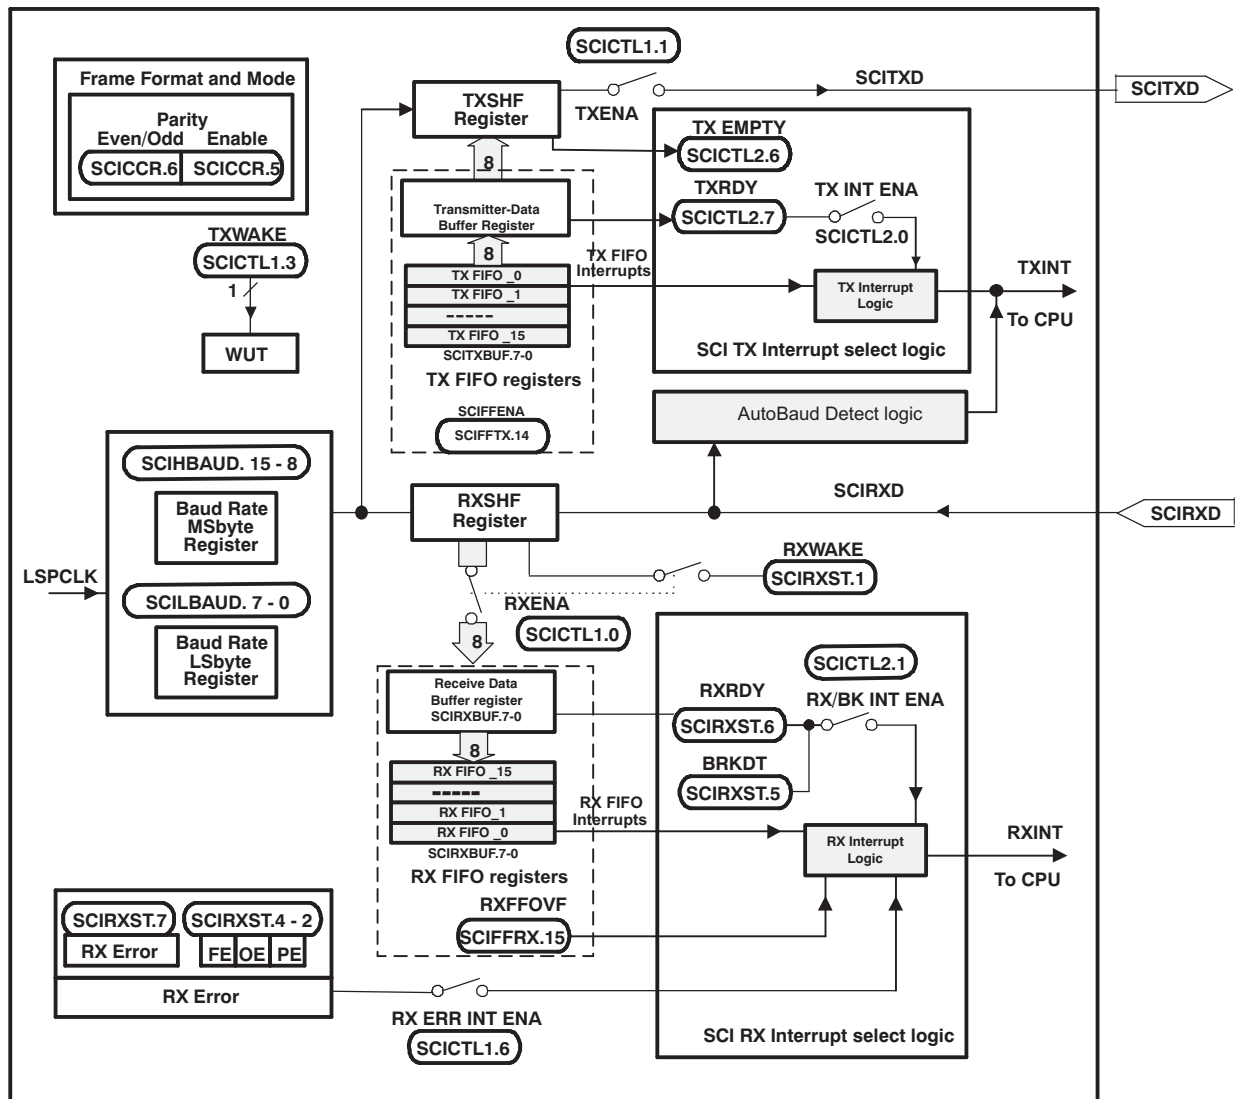 SCICTL1.1
Frame Format and Mode
Parity
Even/Odd Enable
SCICCR.6 SCICCR.5
TXSHF
Register
TXENA
SCITXD
SCITXD
TX EMPTY
SCICTL2.6
8
Transmitter-Data
Buffer Register
TXRDY
SCICTL2.7
TX INT ENA
SCICTL2.0
TXWAKE
SCICTL1.3
1
WUT
8
TX FIFO _0
TX FIFO _1
-----
TX FIFO _15
SCITXBUF.7-0
TX FIFO registers
SCIFFENA
SCIFFTX.14
TX FIFO
Interrupts
TX Interrupt
Logic
TXINT
To CPU
SCI TX Interrupt select logic
AutoBaud Detect logic
SCIHBAUD. 15 - 8
Baud Rate
MSbyte
Register
LSPCLK
SCILBAUD. 7 - 0
Baud Rate
LSbyte
Register
RXSHF
Register
SCIRXD
SCIRXD
RXWAKE
SCIRXST.1
RXENA
SCICTL1.0
8
Receive Data
Buffer register
SCIRXBUF.7-0
8
RX FIFO _15
-----
RX FIFO_1
RX FIFO _0
SCIRXBUF.7-0
RX FIFO registers
RXFFOVF
SCIFFRX.15
RX FIFO
Interrupts
SCICTL2.1
RXRDY
RX/BK INT ENA
SCIRXST.6
BRKDT
SCIRXST.5
RX Interrupt
Logic
RXINT
To CPU
SCI RX Interrupt select logic
SCIRXST.7 SCIRXST.4 - 2
RX Error FE OE PE
RX Error
RX ERR INT ENA
SCICTL1.6